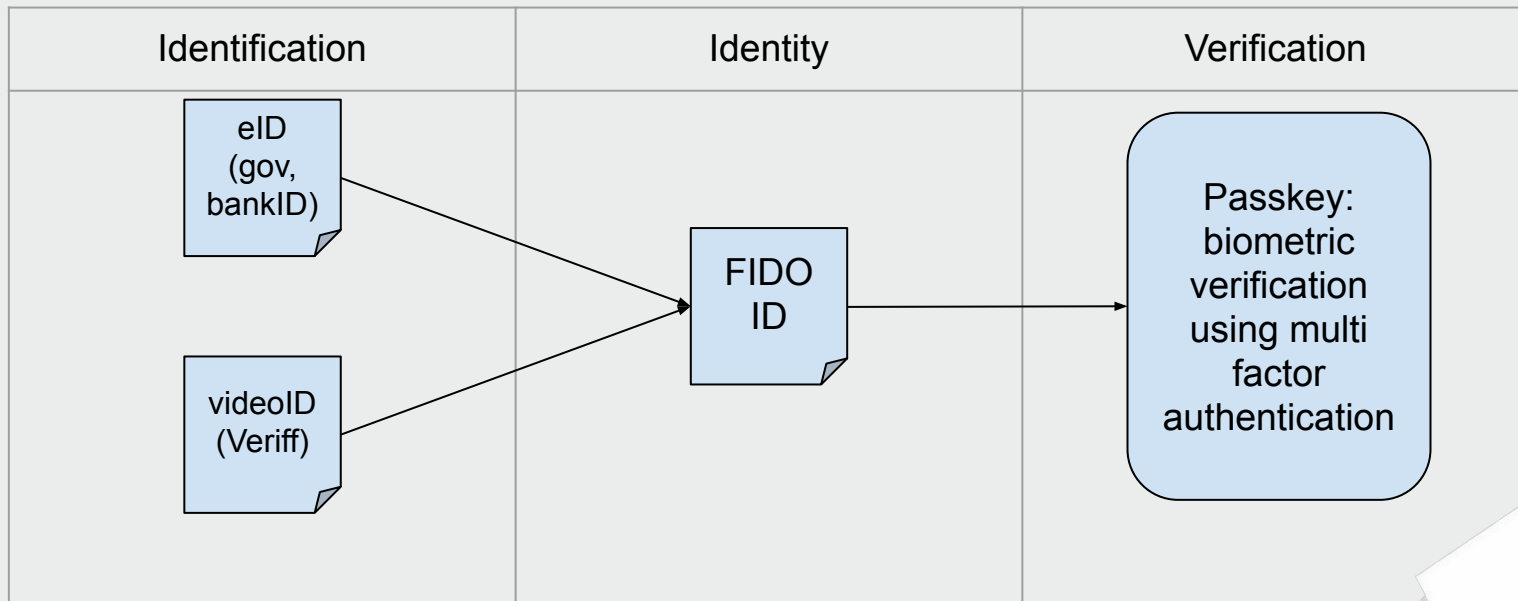 Identification
Identity
Verification
eID
(gov,
bankID)
videoID
(Veriff)
FIDO
ID
Passkey:
biometric
verification
using multi
factor
authentication